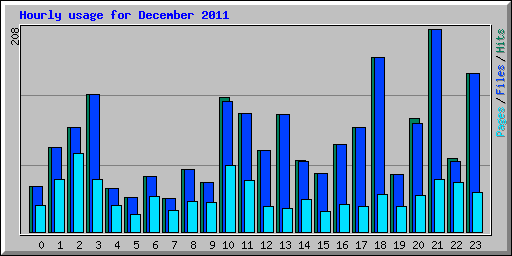 Hourly usage for December 2011
208
Pages/Files/Hits
0 1 2 3 4 5 6 7 8 9 10 11 12 13 14 15 16 17 18 19 20 21 22 23